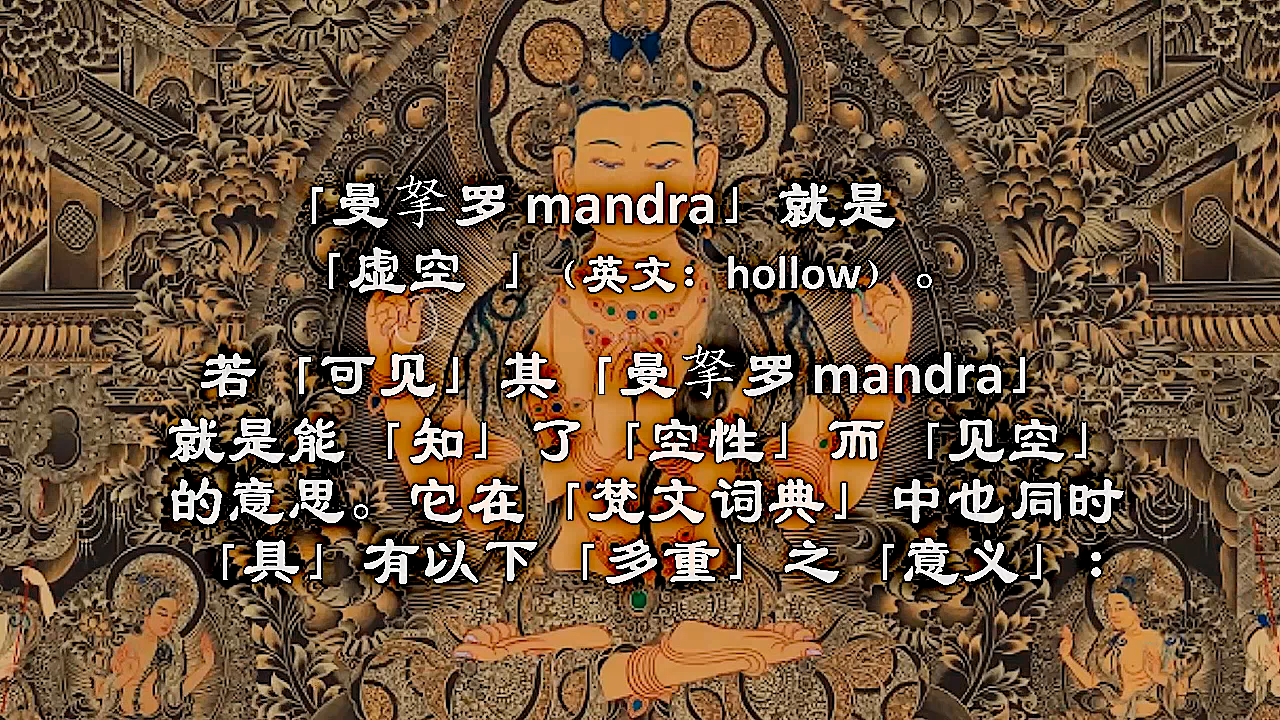 「曼拏罗 mandra」就是
「虚空 」（英文：hollow）。
若「可见」其「曼拏罗 mandra」
就是能「知」了「空性」而「见空」
的意思。它在「梵文词典」中也同时
「具」有以下「多重」之「意义」：